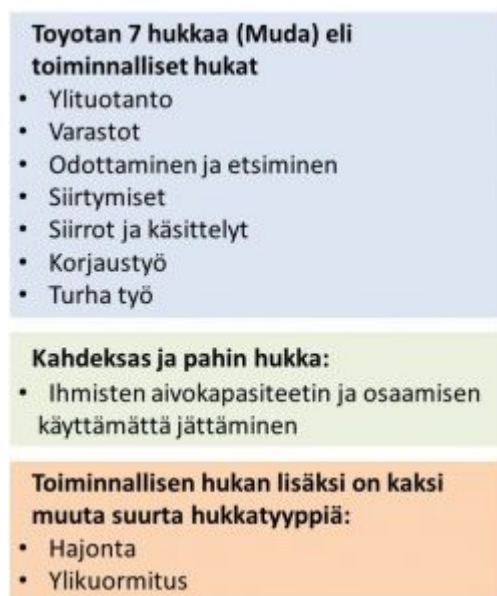 Toyotan 7 hukkaa (Muda) eli
toiminnalliset hukat
• Ylituotanto
• Varastot
• Odottaminen ja etsiminen
• Siirtymiset
• Siirrot ja käsittelyt
• Korjaustyö
• Turha työ
Kahdeksas ja pahin hukka:
• Ihmisten aivokapasiteetin ja osaamisen
käyttämättä jättäminen
Toiminnallisen hukan lisäksi on kaksi
muuta suurta hukkatyyppiä:
• Hajonta
• Ylikuormitus